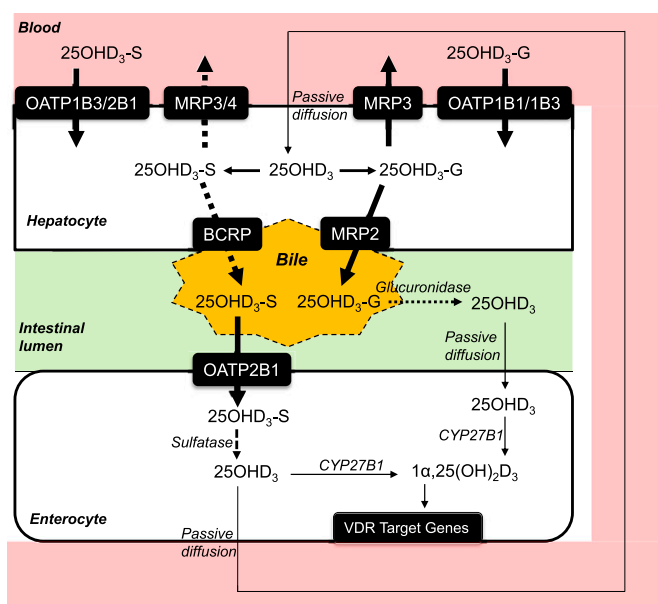 Blood
25OHD₃-S
25OHD₃-G
OATP1B3/2B1
MRP3/4
Passive
diffusion
MRP3
OATP1B1/1B3
25OHD₃-S
25OHD₃
25OHD₃-G
Hepatocyte
BCRP
MRP2
Bile
Glucuronidase
25OHD₃-S
25OHD₃-G
25OHD₃
Intestinal
lumen
Passive
diffusion
OATP2B1
25OHD₃-S
25OHD₃
Sulfatase
CYP27B1
25OHD₃
CYP27B1
1α,25(OH)₂D₃
Enterocyte
VDR Target Genes
Passive
diffusion